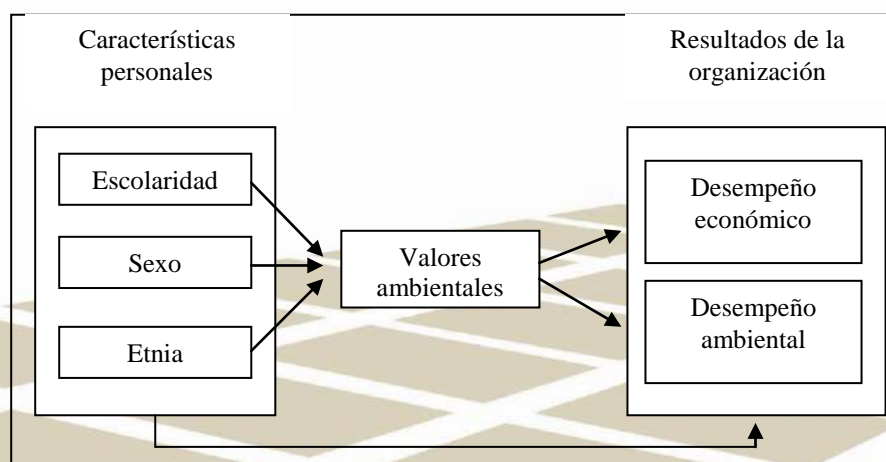 Características
personales
Resultados de la
organización
Escolaridad
Sexo
Etnia
Valores
ambientales
Desempeño
económico
Desempeño
ambiental